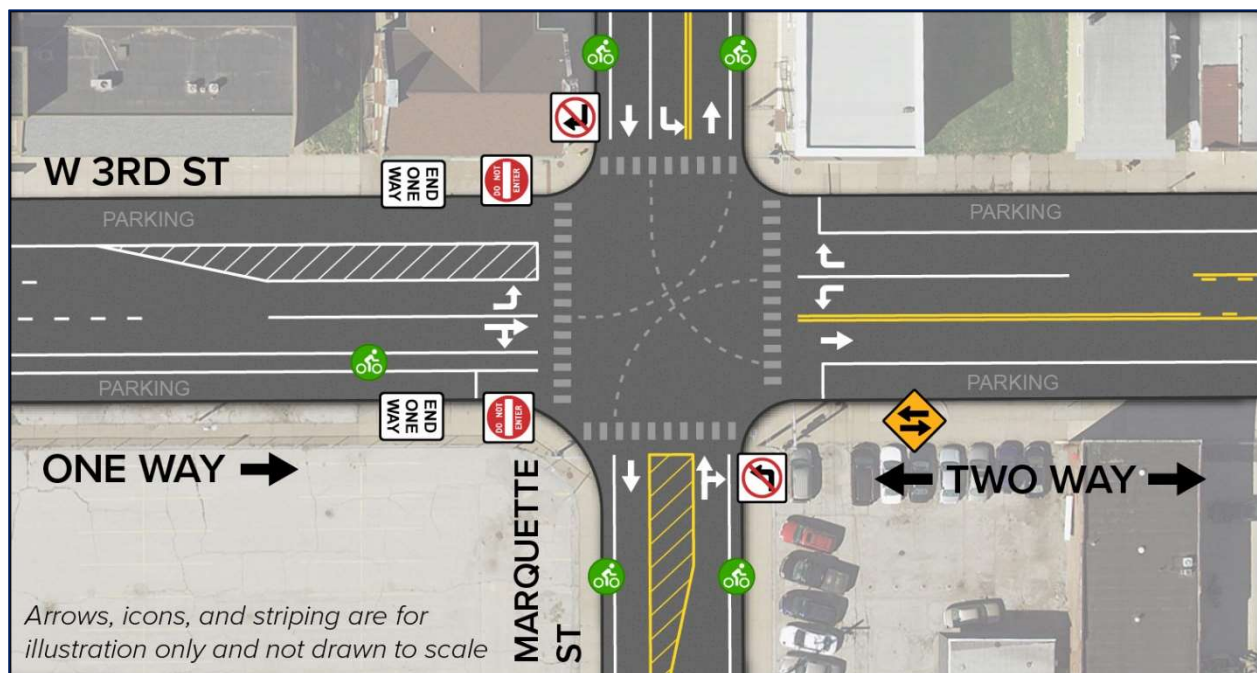 W 3RD ST
PARKING
END
ONE
WAY
DO NOT
ENTER
PARKING
PARKING
END
ONE
WAY
DO NOT
ENTER
PARKING
ONE WAY
MARQUETTE
ST
TWO WAY
Arrows, icons, and striping are for
illustration only and not drawn to scale